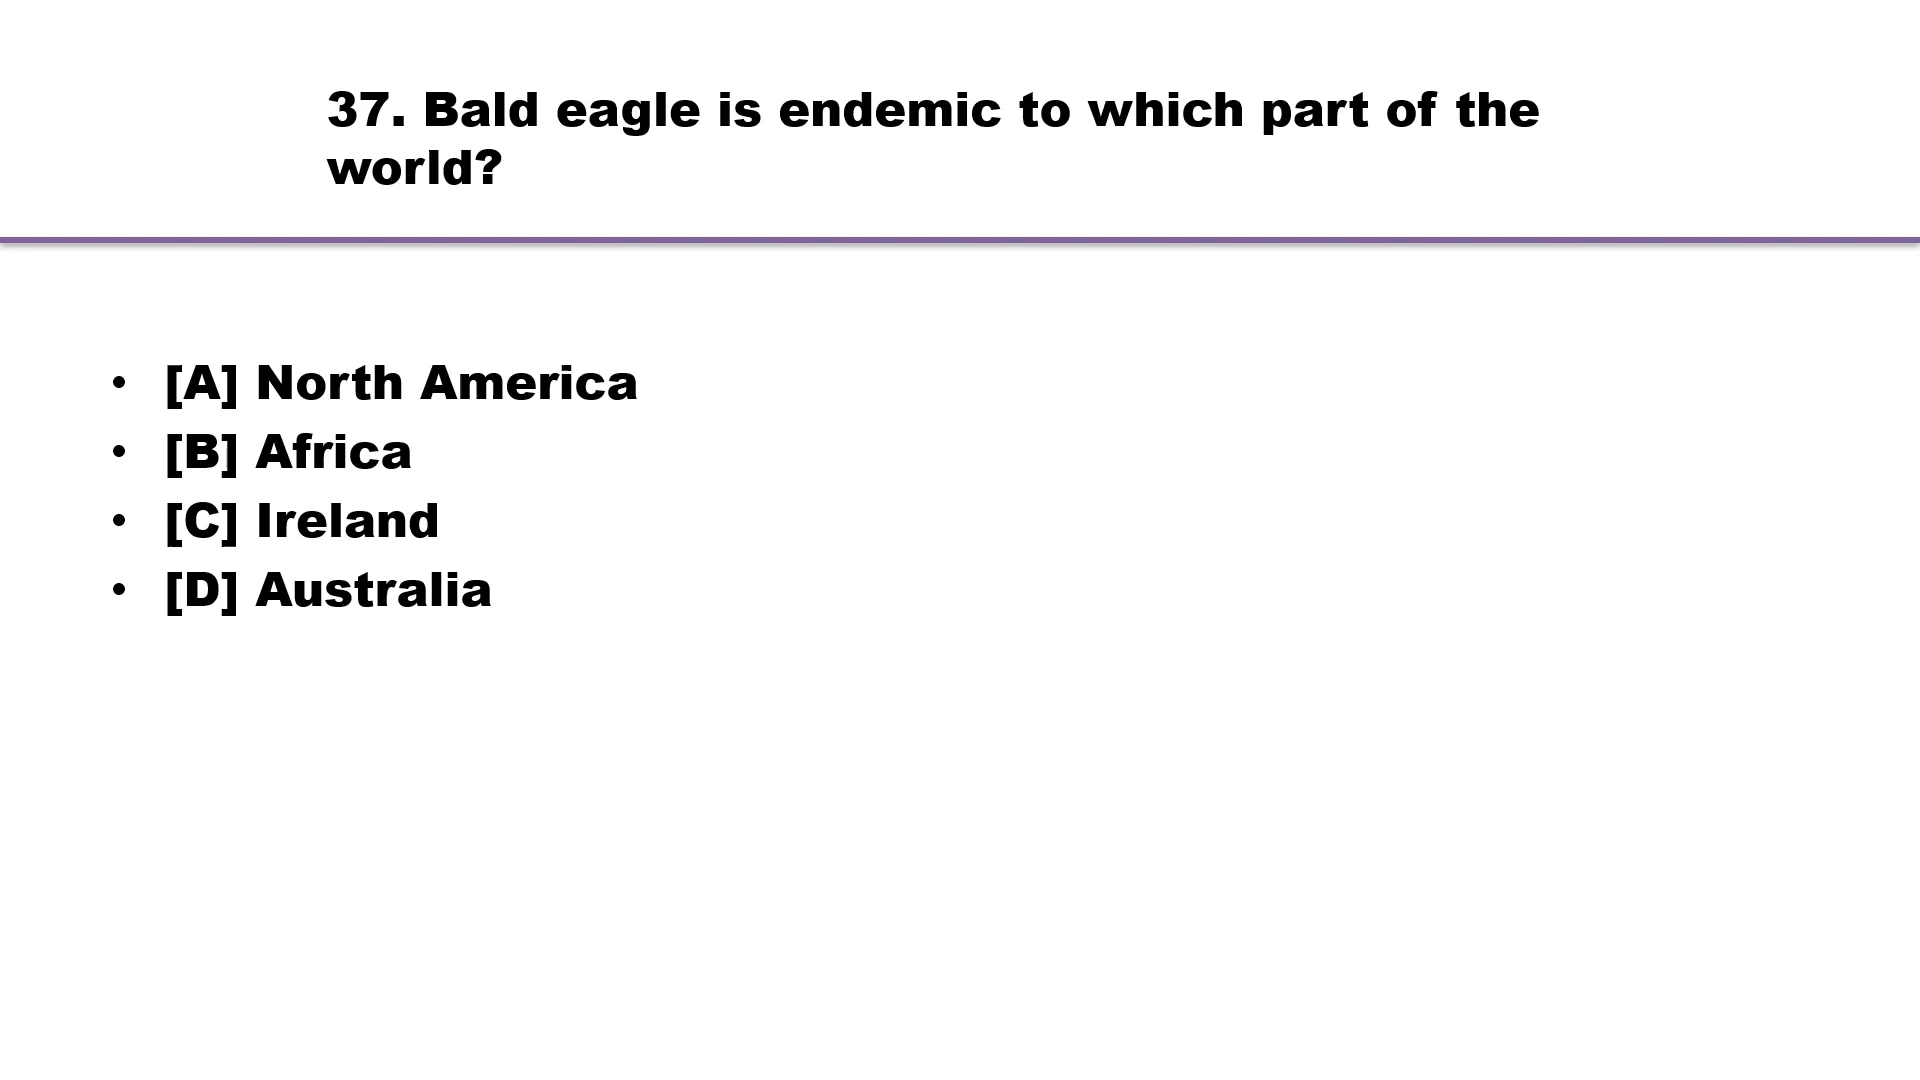 37. Bald eagle is endemic to which part of the
world?
• [A] North America
• [B] Africa
• [C] Ireland
• [D] Australia